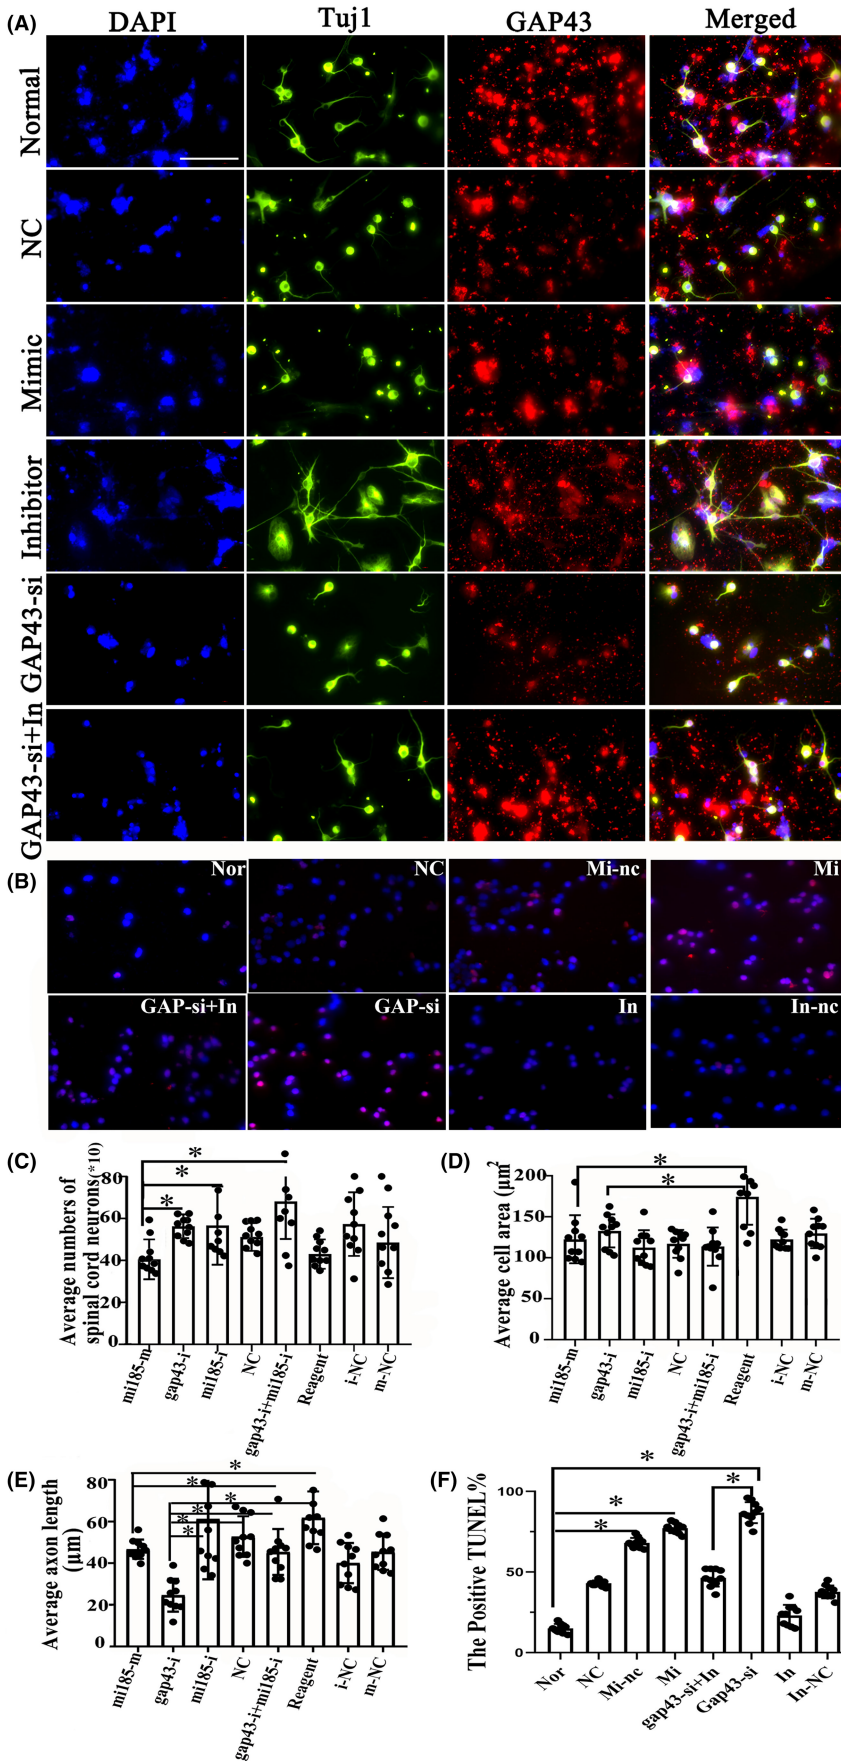 (A) DAPI Tuj1 GAP43 Merged
Normal
NC
Mimic
Inhibitor
GAP43-si
GAP43-si+In
(B) Nor NC Mi-nc Mi
GAP-si+In GAP-si In In-nc
(C)
Average numbers of
spinal cord neurons(*10)
80
60
40
20
0
*
*
*
mi185-m gap43-i mi185-i NC gap43-i+mi185-i Reagent i-NC m-NC
(D)
Average cell area (μm²
200
150
100
50
0
*
*
mi185-m gap43-i mi185-i NC gap43-i+mi185-i Reagent i-NC m-NC
(E)
Average axon length
(μm)
80
60
40
20
0
*
*
*
*
*
*
mi185-m gap43-i mi185-i NC gap43-i+mi185-i Reagent i-NC m-NC
(F)
The Positive TUNEL%
100
50
0
*
*
*
*
Nor NC Mi-nc Mi gap43-si+In Gap43-si In In-NC